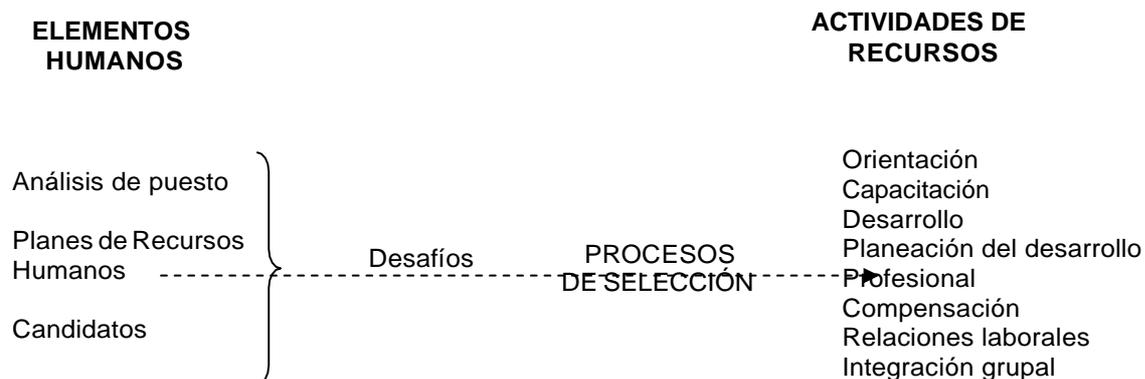 ELEMENTOS
HUMANOS
ACTIVIDADES DE
RECURSOS
Análisis de puesto
Planes de Recursos
Humanos
Candidatos
Desafíos
PROCESOS
DE SELECCIÓN
Orientación
Capacitación
Desarrollo
Planeación del desarrollo
Profesional
Compensación
Relaciones laborales
Integración grupal